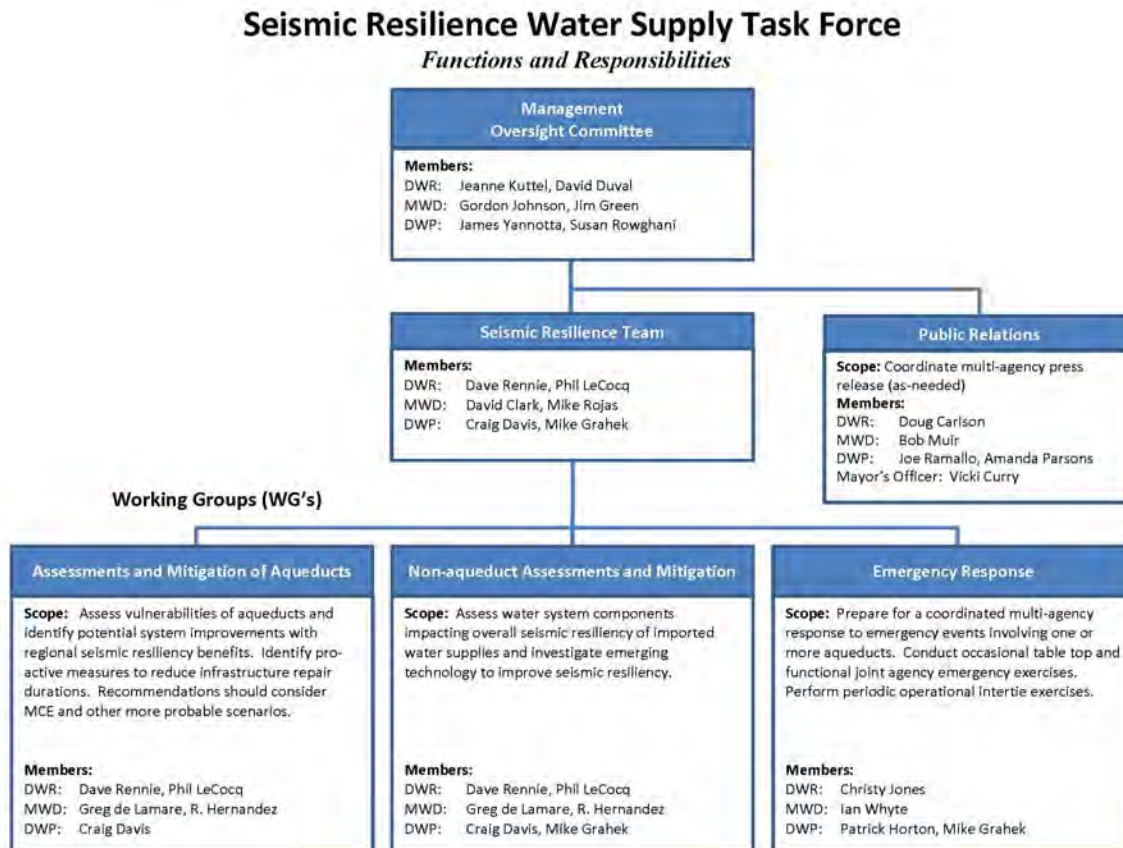 Seismic Resilience Water Supply Task Force
Functions and Responsibilities
Management
Oversight Committee
Members:
DWR: Jeanne Kuttel, David Duval
MWD: Gordon Johnson, Jim Green
DWP: James Yannotta, Susan Rowghani
Seismic Resilience Team
Members:
DWR: Dave Rennie, Phil LeCocq
MWD: David Clark, Mike Rojas
DWP: Craig Davis, Mike Grahek
Public Relations
Scope: Coordinate multi-agency press
release (as-needed)
Members:
DWR: Doug Carlson
MWD: Bob Muir
DWP: Joe Ramallo, Amanda Parsons
Mayor's Officer: Vicki Curry
Working Groups (WG's)
Assessments and Mitigation of Aqueducts
Scope: Assess vulnerabilities of aqueducts and
identify potential system improvements with
regional seismic resiliency benefits. Identify pro-
active measures to reduce infrastructure repair
durations. Recommendations should consider
MCE and other more probable scenarios.
Members:
DWR: Dave Rennie, Phil LeCocq
MWD: Greg de Lamare, R. Hernandez
DWP: Craig Davis
Non-aqueduct Assessments and Mitigation
Scope: Assess water system components
impacting overall seismic resiliency of imported
water supplies and investigate emerging
technology to improve seismic resiliency.
Members:
DWR: Dave Rennie, Phil LeCocq
MWD: Greg de Lamare, R. Hernandez
DWP: Craig Davis, Mike Grahek
Emergency Response
Scope: Prepare for a coordinated multi-agency
response to emergency events involving one or
more aqueducts. Conduct occasional table top and
functional joint agency emergency exercises.
Perform periodic operational intertie exercises.
Members:
DWR: Christy Jones
MWD: Ian Whyte
DWP: Patrick Horton, Mike Grahek